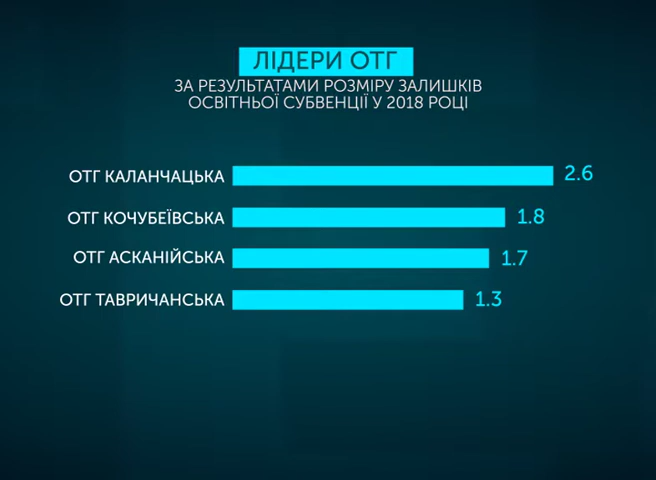 ЛІДЕРИ ОТГ
ЗА РЕЗУЛЬТАТАМИ РОЗМІРУ ЗАЛИШКІВ
ОСВІТНЬОЇ СУБВЕНЦІЇ У 2018 РОЦІ
ОТГ КАЛАНЧАЦЬКА 2.6
ОТГ КОЧУБЕЇВСЬКА 1.8
ОТГ АСКАНІЙСЬКА 1.7
ОТГ ТАВРИЧАНСЬКА 1.3